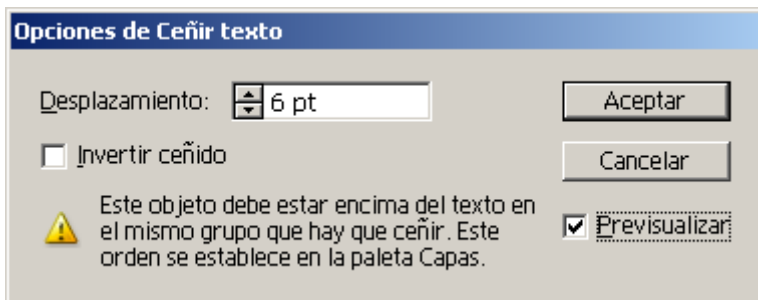 Opciones de Ceñir texto
Desplazamiento: 6 pt
Aceptar
Invertir ceñido
Cancelar
Este objeto debe estar encima del texto en
el mismo grupo que hay que ceñir. Este
orden se establece en la paleta Capas.
Previsualizar